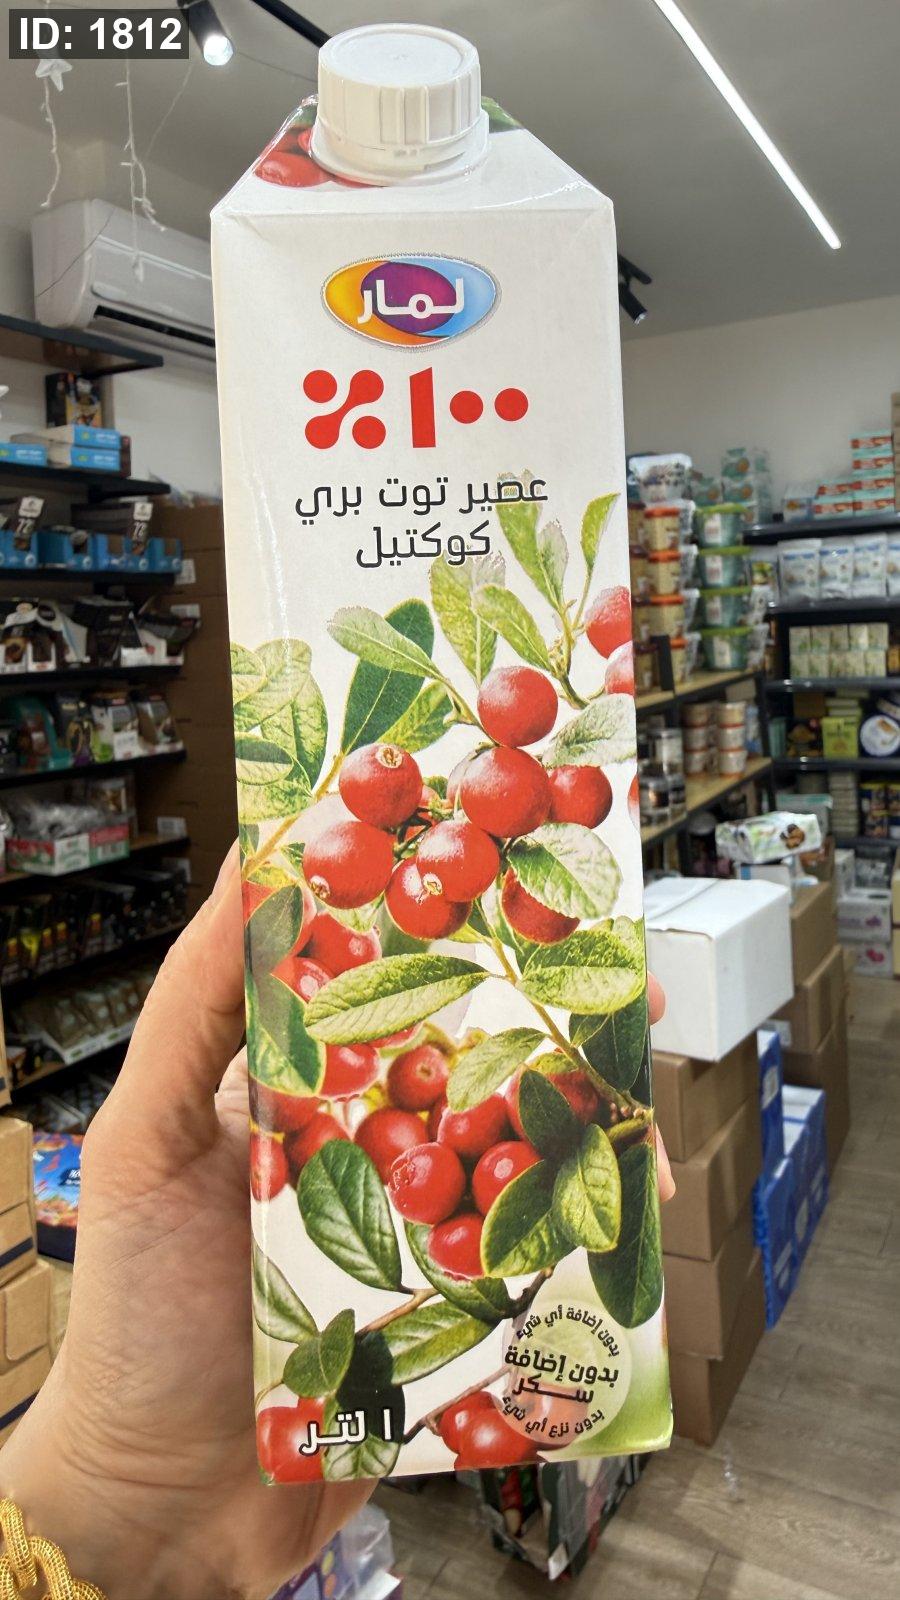 ID: 1812
لمار
١٠٠٪
عصير توت بري
كوكتيل
بدون إضافة أي شيء
بدون إضافة
سكر
بدون نزع أي شيء
١ لتر